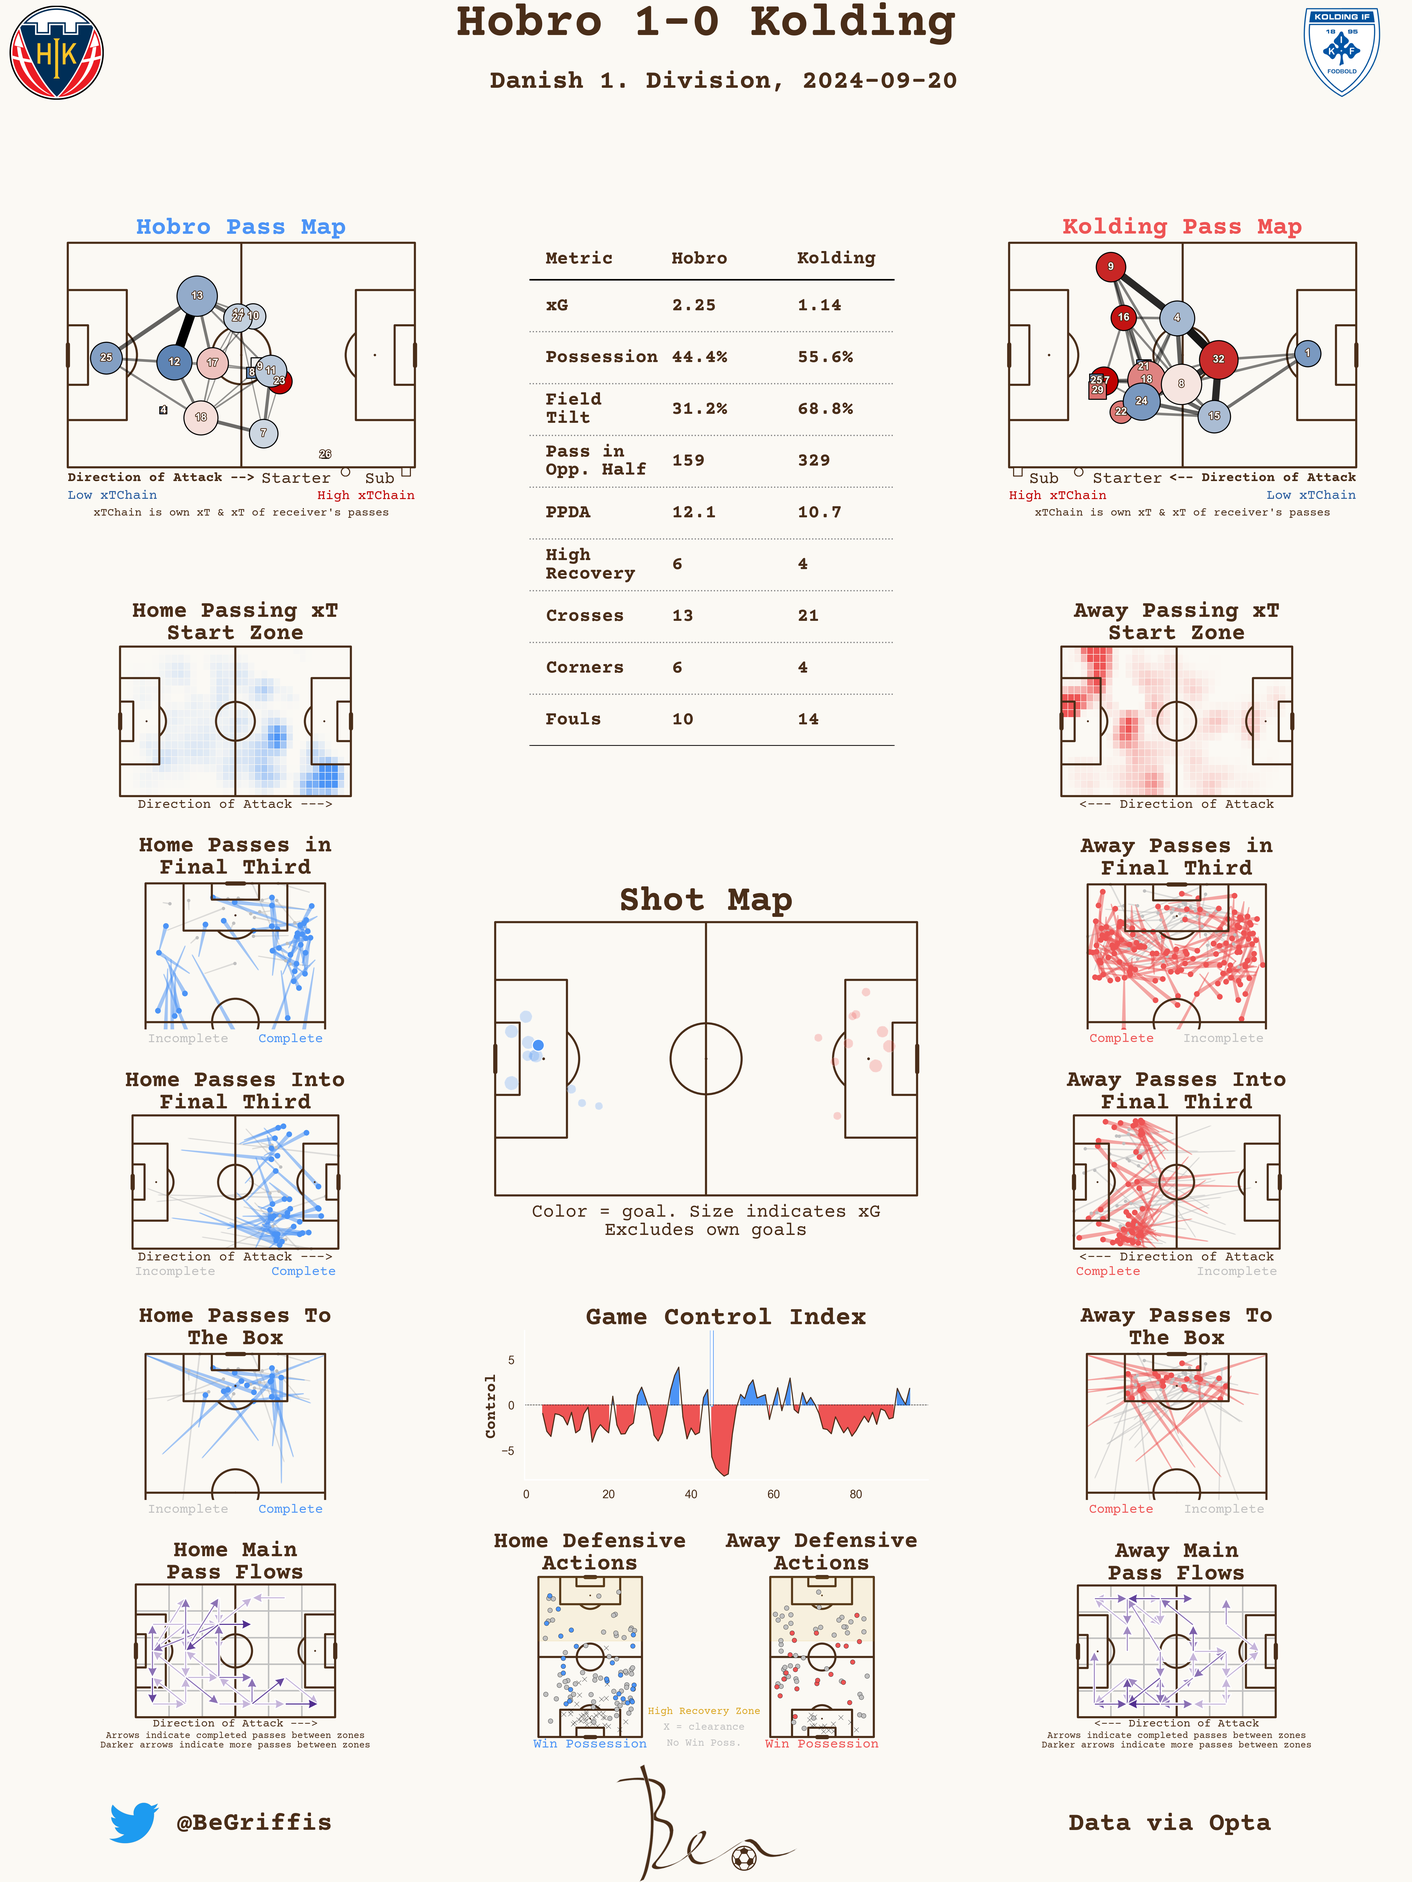 Hobro 1-0 Kolding
Danish 1. Division, 2024-09-20
HIK
KOLDING IF
18 95
K I F
FODBOLD
Hobro Pass Map
13
14
27
10
25
12
17
9
8
11
23
4
18
7
26
Direction of Attack --> Starter Sub
Low xTChain High xTChain
xTChain is own xT & xT of receiver's passes
Metric Hobro Kolding
xG 2.25 1.14
Possession 44.4% 55.6%
Field
Tilt 31.2% 68.8%
Pass in
Opp. Half 159 329
PPDA 12.1 10.7
High
Recovery 6 4
Crosses 13 21
Corners 6 4
Fouls 10 14
Kolding Pass Map
9
16
4
32
1
21
25
7
18
8
29
24
22
15
Sub Starter <-- Direction of Attack
High xTChain Low xTChain
xTChain is own xT & xT of receiver's passes
Home Passing xT
Start Zone
Direction of Attack --->
Away Passing xT
Start Zone
<--- Direction of Attack
Home Passes in
Final Third
Incomplete Complete
Away Passes in
Final Third
Complete Incomplete
Shot Map
Color = goal. Size indicates xG
Excludes own goals
Home Passes Into
Final Third
Direction of Attack --->
Incomplete Complete
Away Passes Into
Final Third
<--- Direction of Attack
Complete Incomplete
Home Passes To
The Box
Incomplete Complete
Game Control Index
Control
5
0
−5
0 20 40 60 80
Away Passes To
The Box
Complete Incomplete
Home Main
Pass Flows
Direction of Attack --->
Arrows indicate completed passes between zones
Darker arrows indicate more passes between zones
Home Defensive
Actions
Win Possession
Away Defensive
Actions
Win Possession
High Recovery Zone
X = clearance
No Win Poss.
Away Main
Pass Flows
<--- Direction of Attack
Arrows indicate completed passes between zones
Darker arrows indicate more passes between zones
@BeGriffis
Ben
Data via Opta